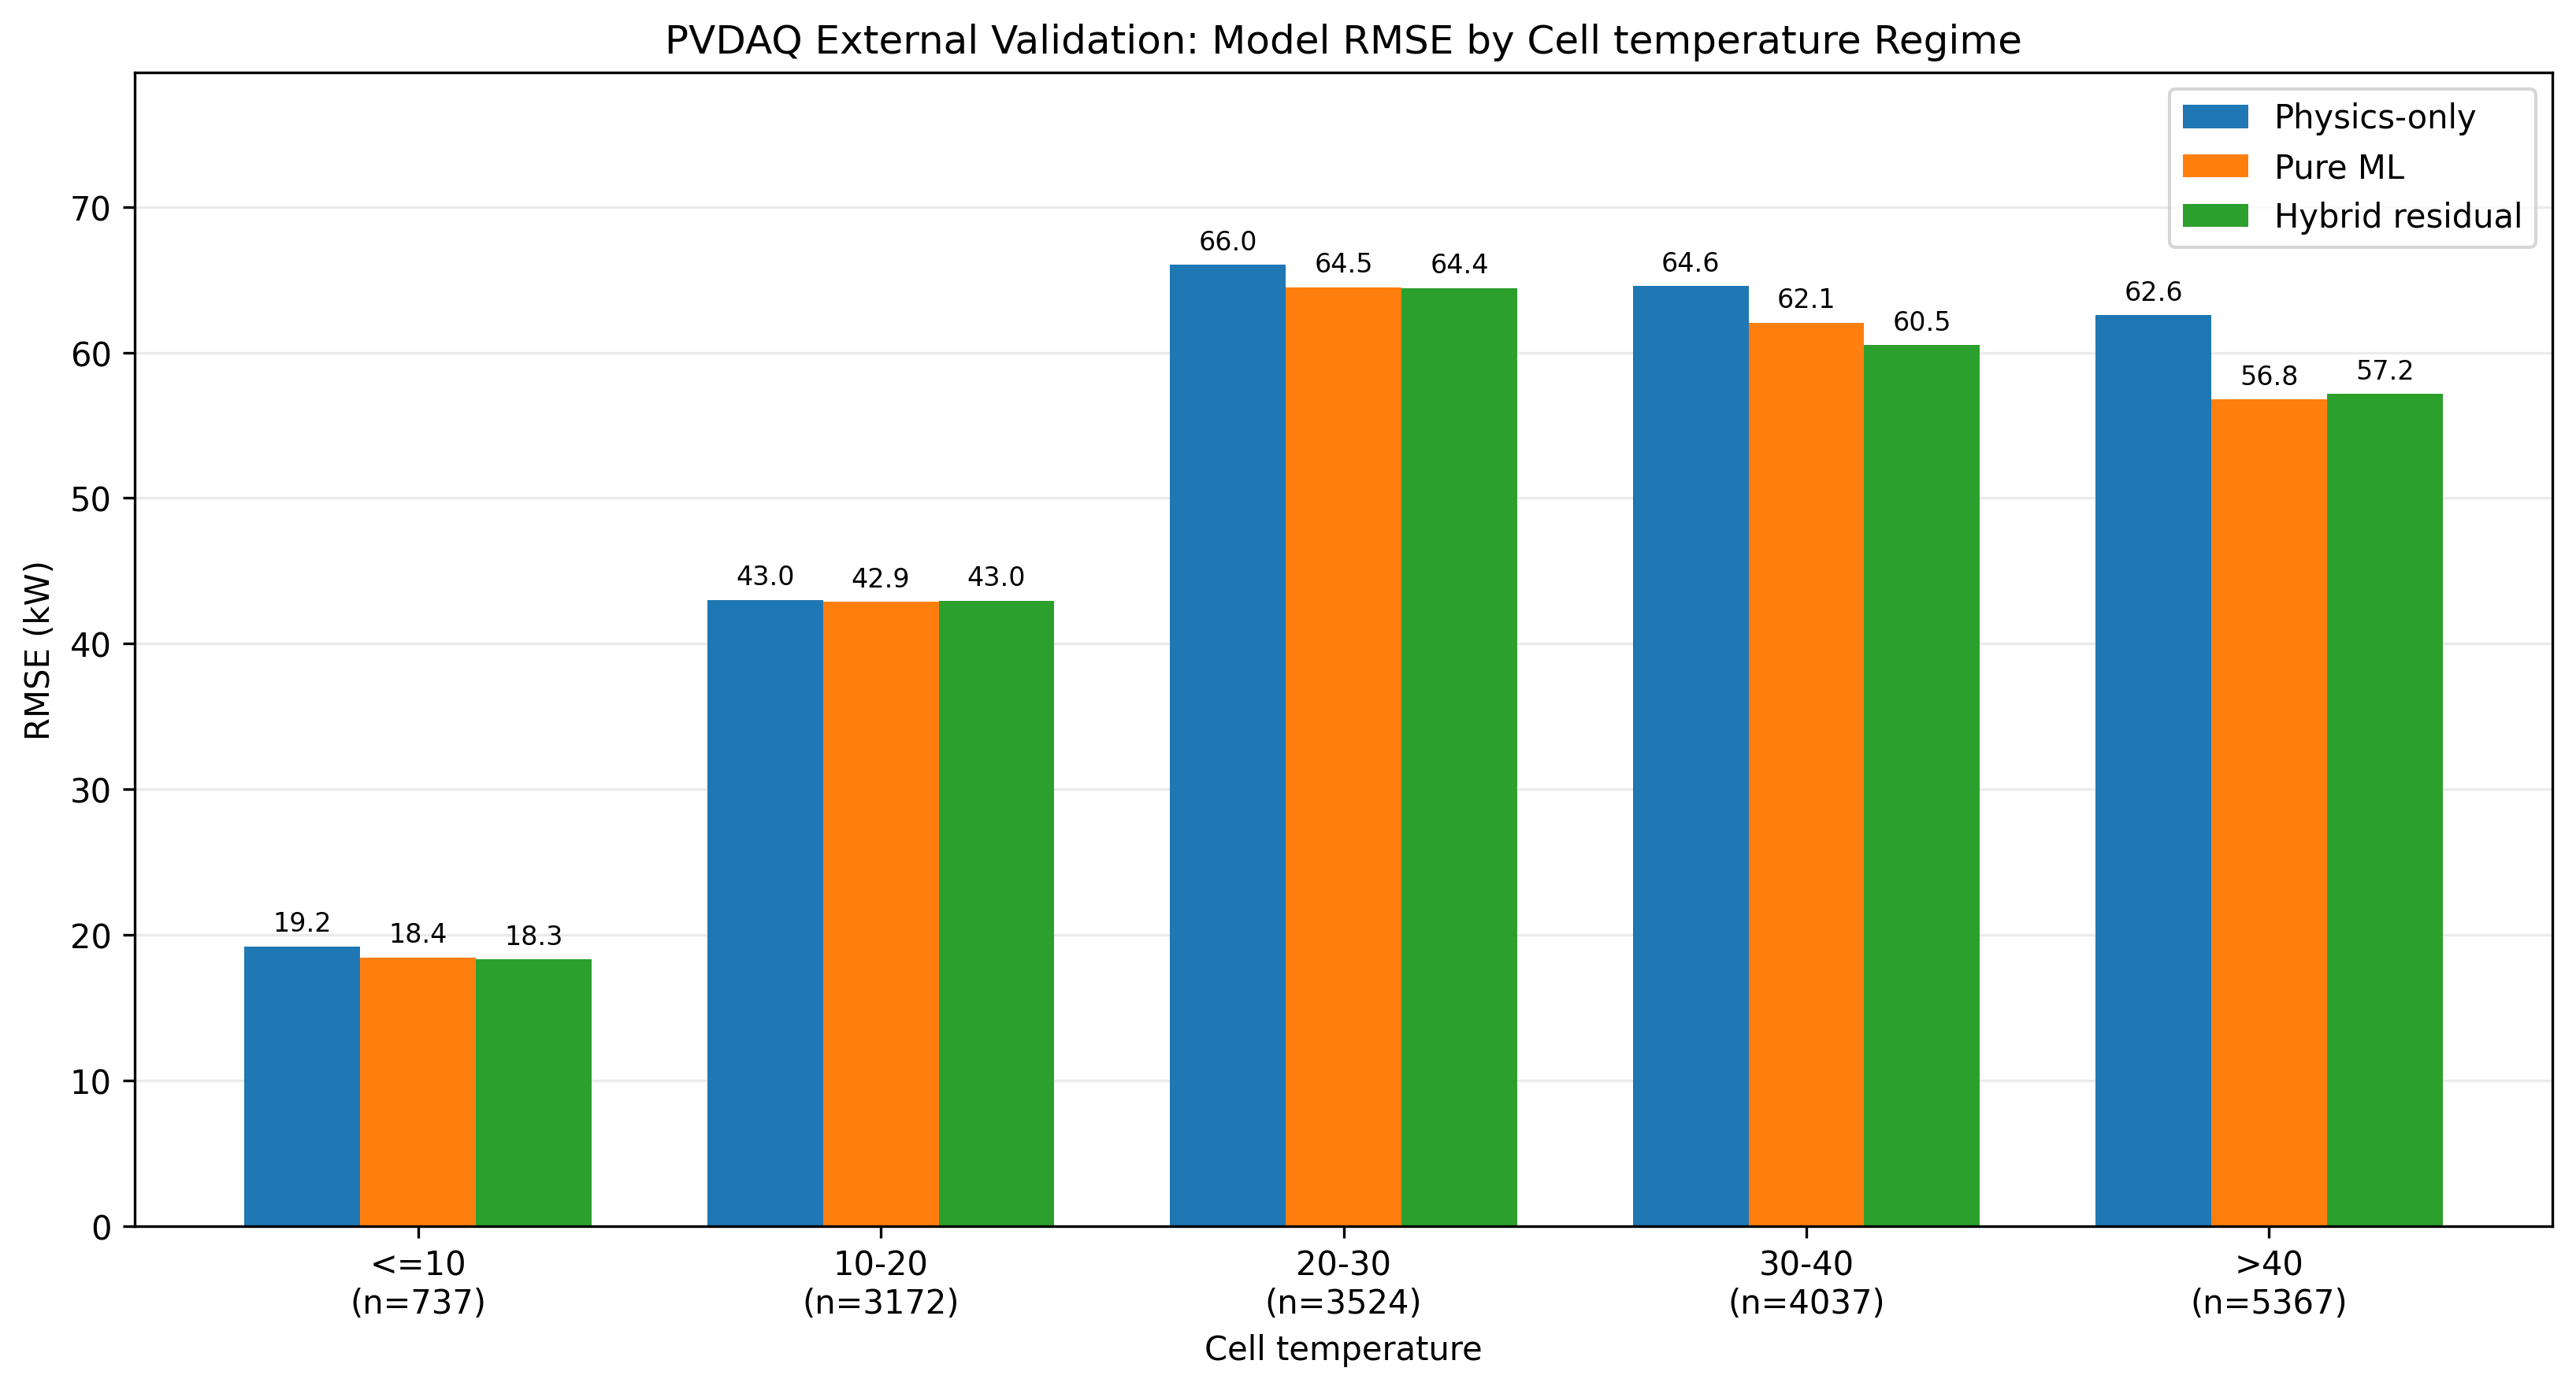 PVDAQ External Validation: Model RMSE by Cell temperature Regime
Physics-only
Pure ML
Hybrid residual
RMSE (kW)
70
60
50
40
30
20
10
0
19.2
18.4
18.3
43.0
42.9
43.0
66.0
64.5
64.4
64.6
62.1
60.5
62.6
56.8
57.2
<=10
(n=737)
10-20
(n=3172)
20-30
(n=3524)
30-40
(n=4037)
>40
(n=5367)
Cell temperature